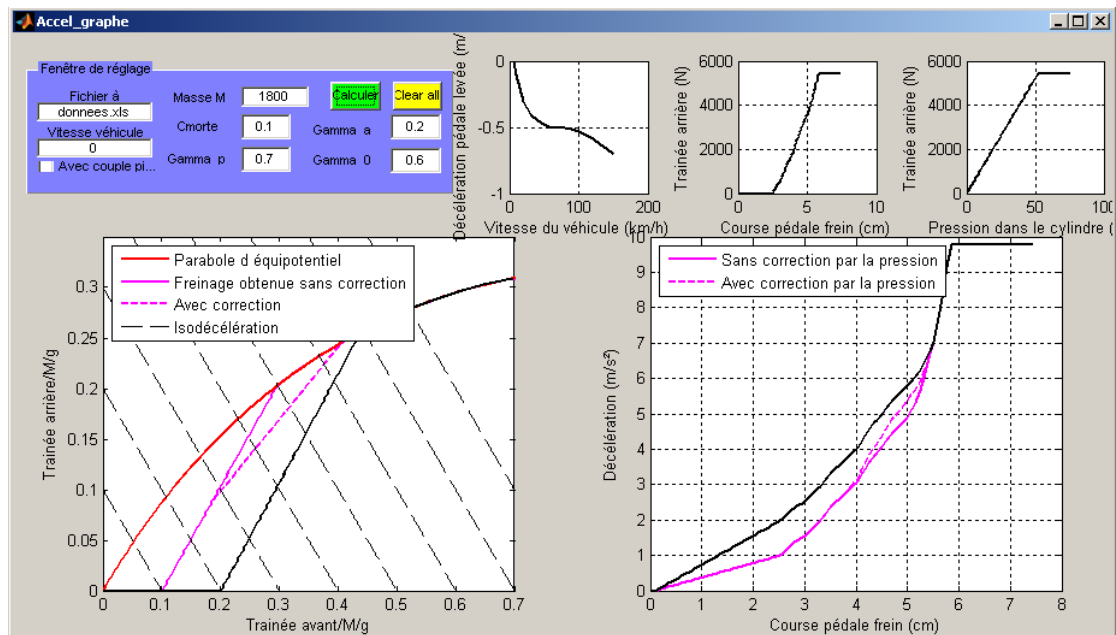 Accel_graphe
Fenêtre de réglage
Fichier à
donnees.xls
Vitesse véhicule
0
Avec couple pi...
Masse M
1800
Cmorte
0.1
Gamma p
0.7
Calculer
Clear all
Gamma a
0.2
Gamma 0
0.6
Décélération pédale levée (m/
0
-0.5
-1
0
100
200
Vitesse du véhicule (km/h)
Trainée arrière (N)
6000
4000
2000
0
0
5
10
Course pédale frein (cm)
Trainée arrière (N)
6000
4000
2000
0
0
50
100
Pression dans le cylindre (
Parabole d équipotentiel
Freinage obtenue sans correction
Avec correction
Isodécélération
Trainée arrière/M/g
0.3
0.25
0.2
0.15
0.1
0.05
0
0
0.1
0.2
0.3
0.4
0.5
0.6
0.7
Trainée avant/M/g
Sans correction par la pression
Avec correction par la pression
Décélération (m/s²)
10
9
8
7
6
5
4
3
2
1
0
0
1
2
3
4
5
6
7
8
Course pédale frein (cm)